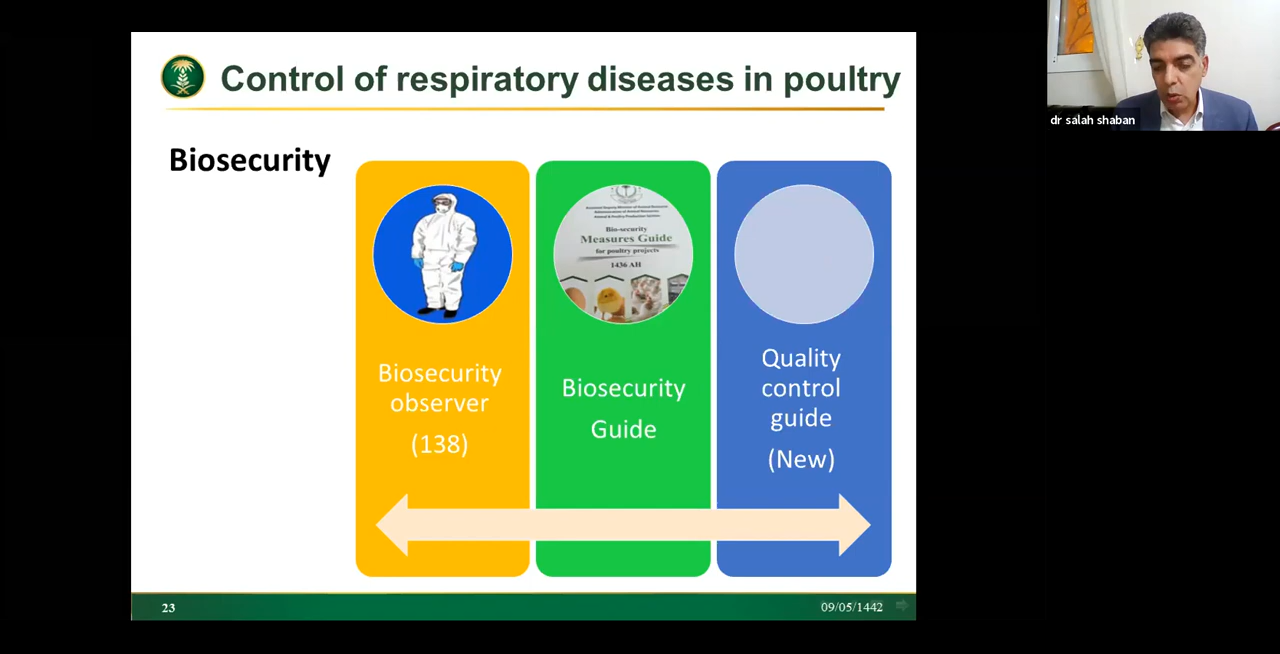 Control of respiratory diseases in poultry
dr salah shaban
Biosecurity
Bio-security
Measures Guide
for poultry projects
1436 AH
Biosecurity
observer
(138)
Biosecurity
Guide
Quality
control
guide
(New)
23
09/05/1442